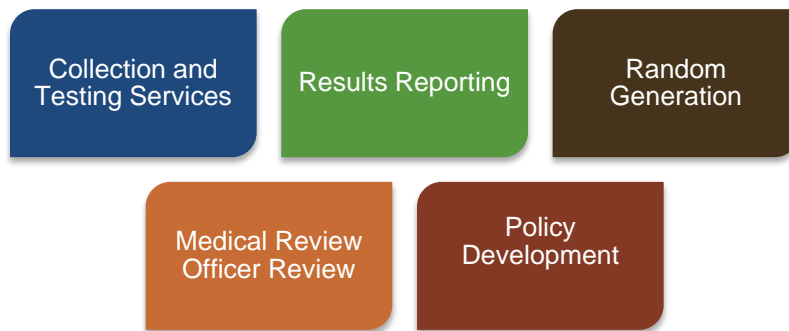 Collection and
Testing Services
Results Reporting
Random
Generation
Medical Review
Officer Review
Policy
Development